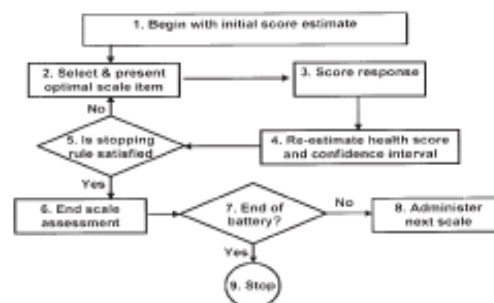 1. Begin with initial score estimate
2. Select & present
optimal scale item
3. Score response
No
5. Is stopping
rule satisfied
4. Re-estimate health score
and confidence interval
Yes
6. End scale
assessment
7. End of
battery?
No
8. Administer
next scale
Yes
9. Stop